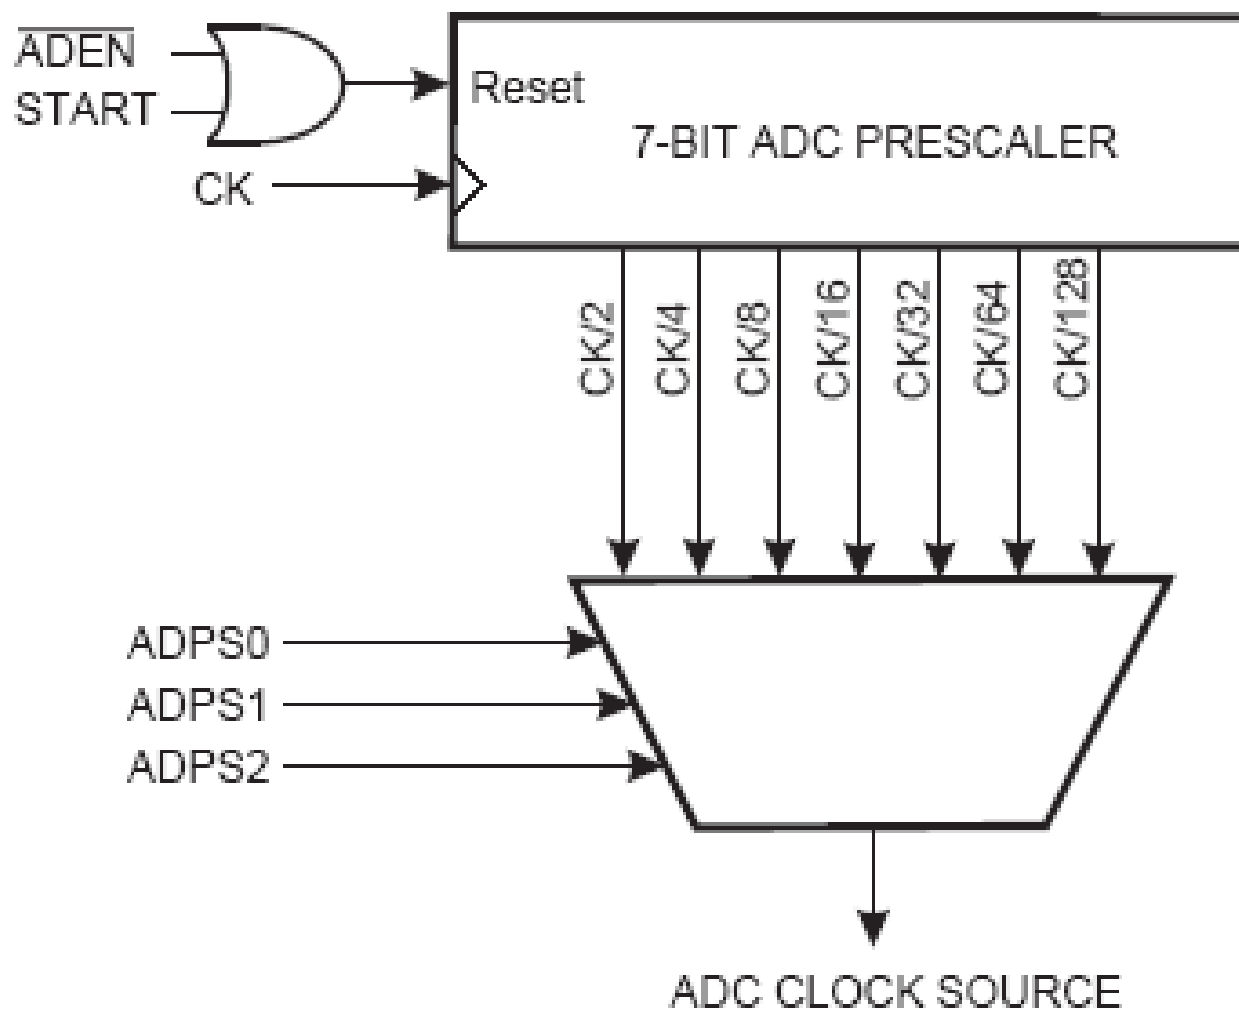 A̅D̅E̅N̅
START
Reset
7-BIT ADC PRESCALER
CK
CK/2
CK/4
CK/8
CK/16
CK/32
CK/64
CK/128
ADPS0
ADPS1
ADPS2
ADC CLOCK SOURCE